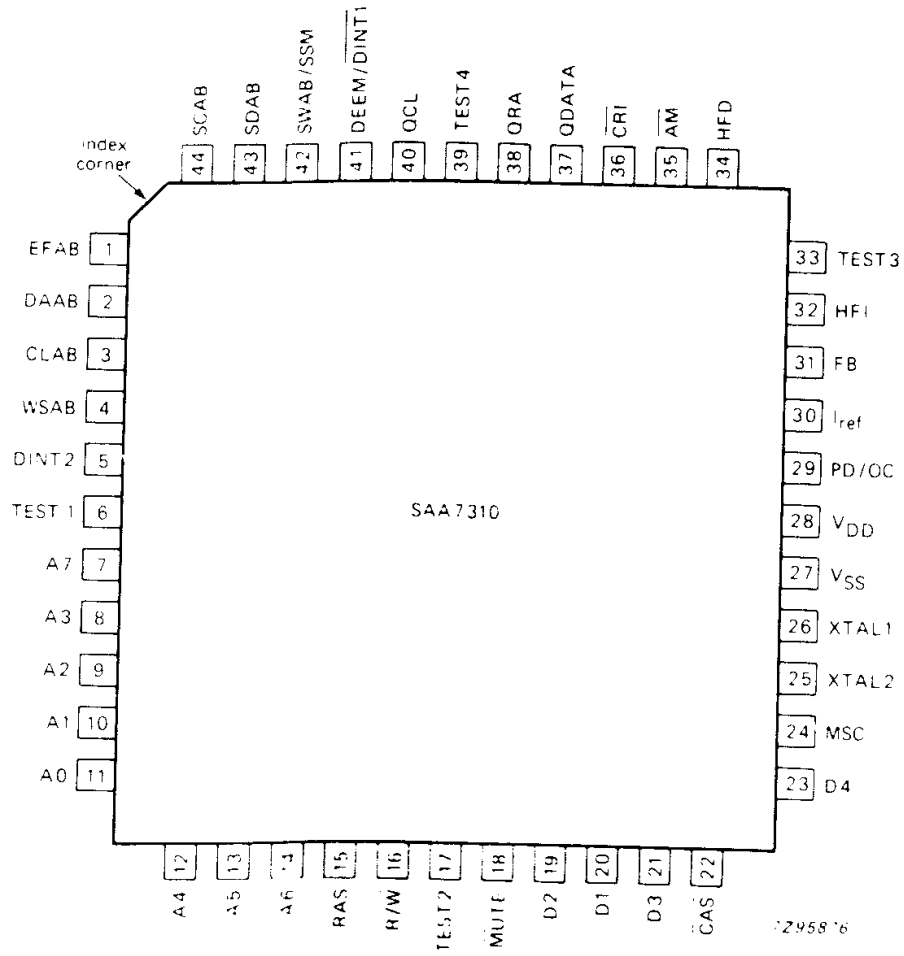 index
corner
SCAB 44
SDAB 43
SWAB/SSM 42
DEEM/DINT1 41
QCL 40
TEST4 39
QRA 38
QDATA 37
CRI 36
AM 35
HFD 34
EFAB 1
DAAB 2
CLAB 3
WSAB 4
DINT2 5
TEST 1 6
A7 7
A3 8
A2 9
A1 10
A0 11
SAA7310
33 TEST3
32 HFI
31 FB
30 Iref
29 PD/OC
28 VDD
27 VSS
26 XTAL1
25 XTAL2
24 MSC
23 D4
12 A4
13 A5
14 A6
15 RAS
16 R/W
17 TEST2
18 MUTE
19 D2
20 D1
21 D3
22 CAS